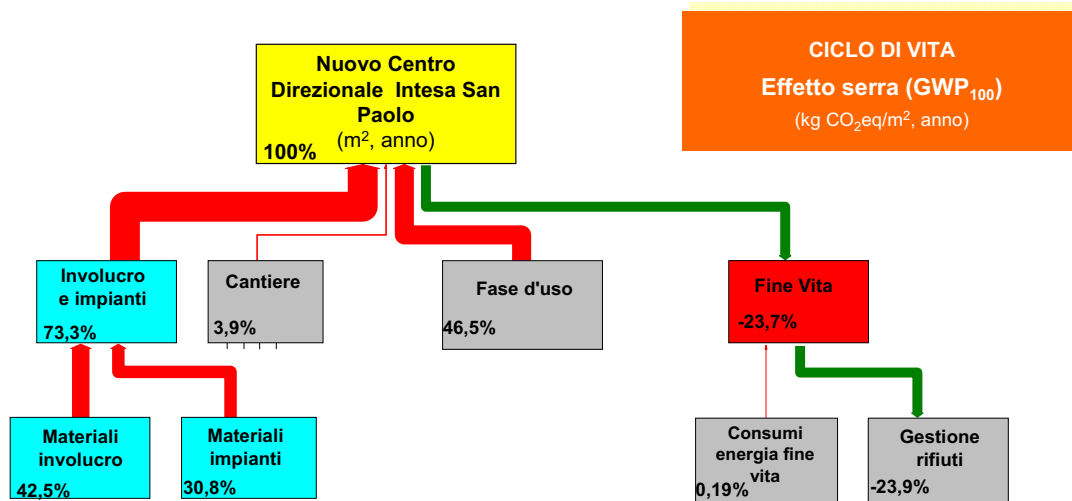 Nuovo Centro
Direzionale Intesa San
Paolo
(m², anno)
100%
CICLO DI VITA
Effetto serra (GWP₁₀₀)
(kg CO₂eq/m², anno)
Involucro
e impianti
73,3%
Cantiere
3,9%
Fase d'uso
46,5%
Fine Vita
-23,7%
Materiali
involucro
42,5%
Materiali
impianti
30,8%
Consumi
energia fine
vita
0,19%
Gestione
rifiuti
-23,9%